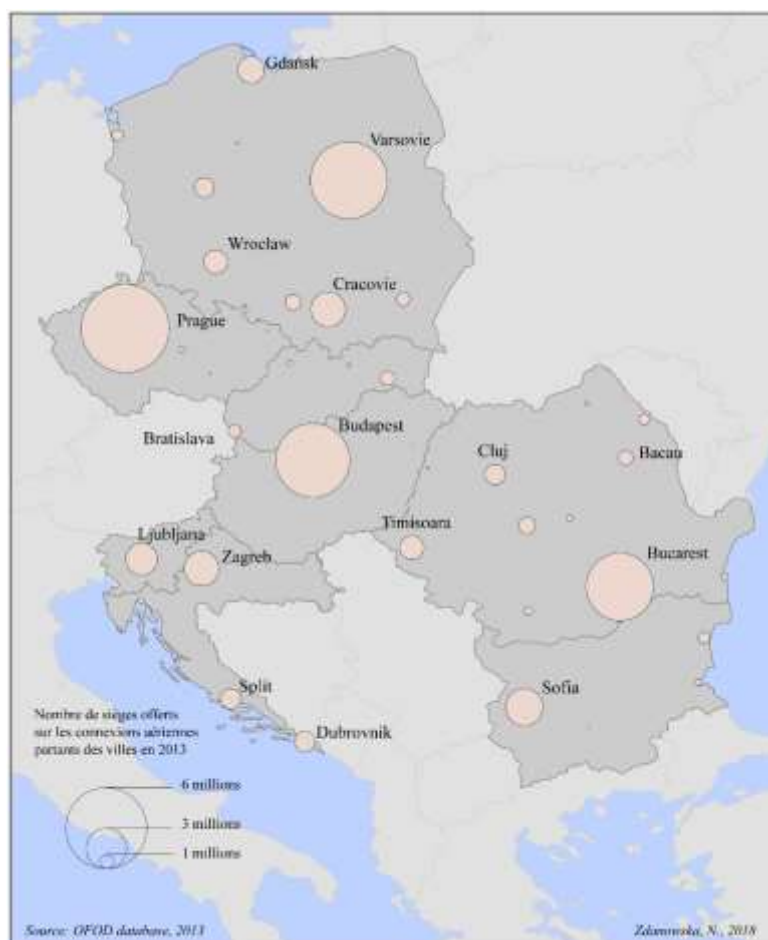 Gdańsk
Varsovie
Wrocław
Cracovie
Prague
Budapest
Bratislava
Cluj
Bacau
Timisoara
Ljubljana
Bucarest
Zagreb
Split
Sofia
Dubrovnik
Nombre de sièges offerts
sur les connexions aériennes
partants des villes en 2013
6 millions
3 millions
1 millions
Source: OFOD database, 2013
Zdanowska, N., 2018